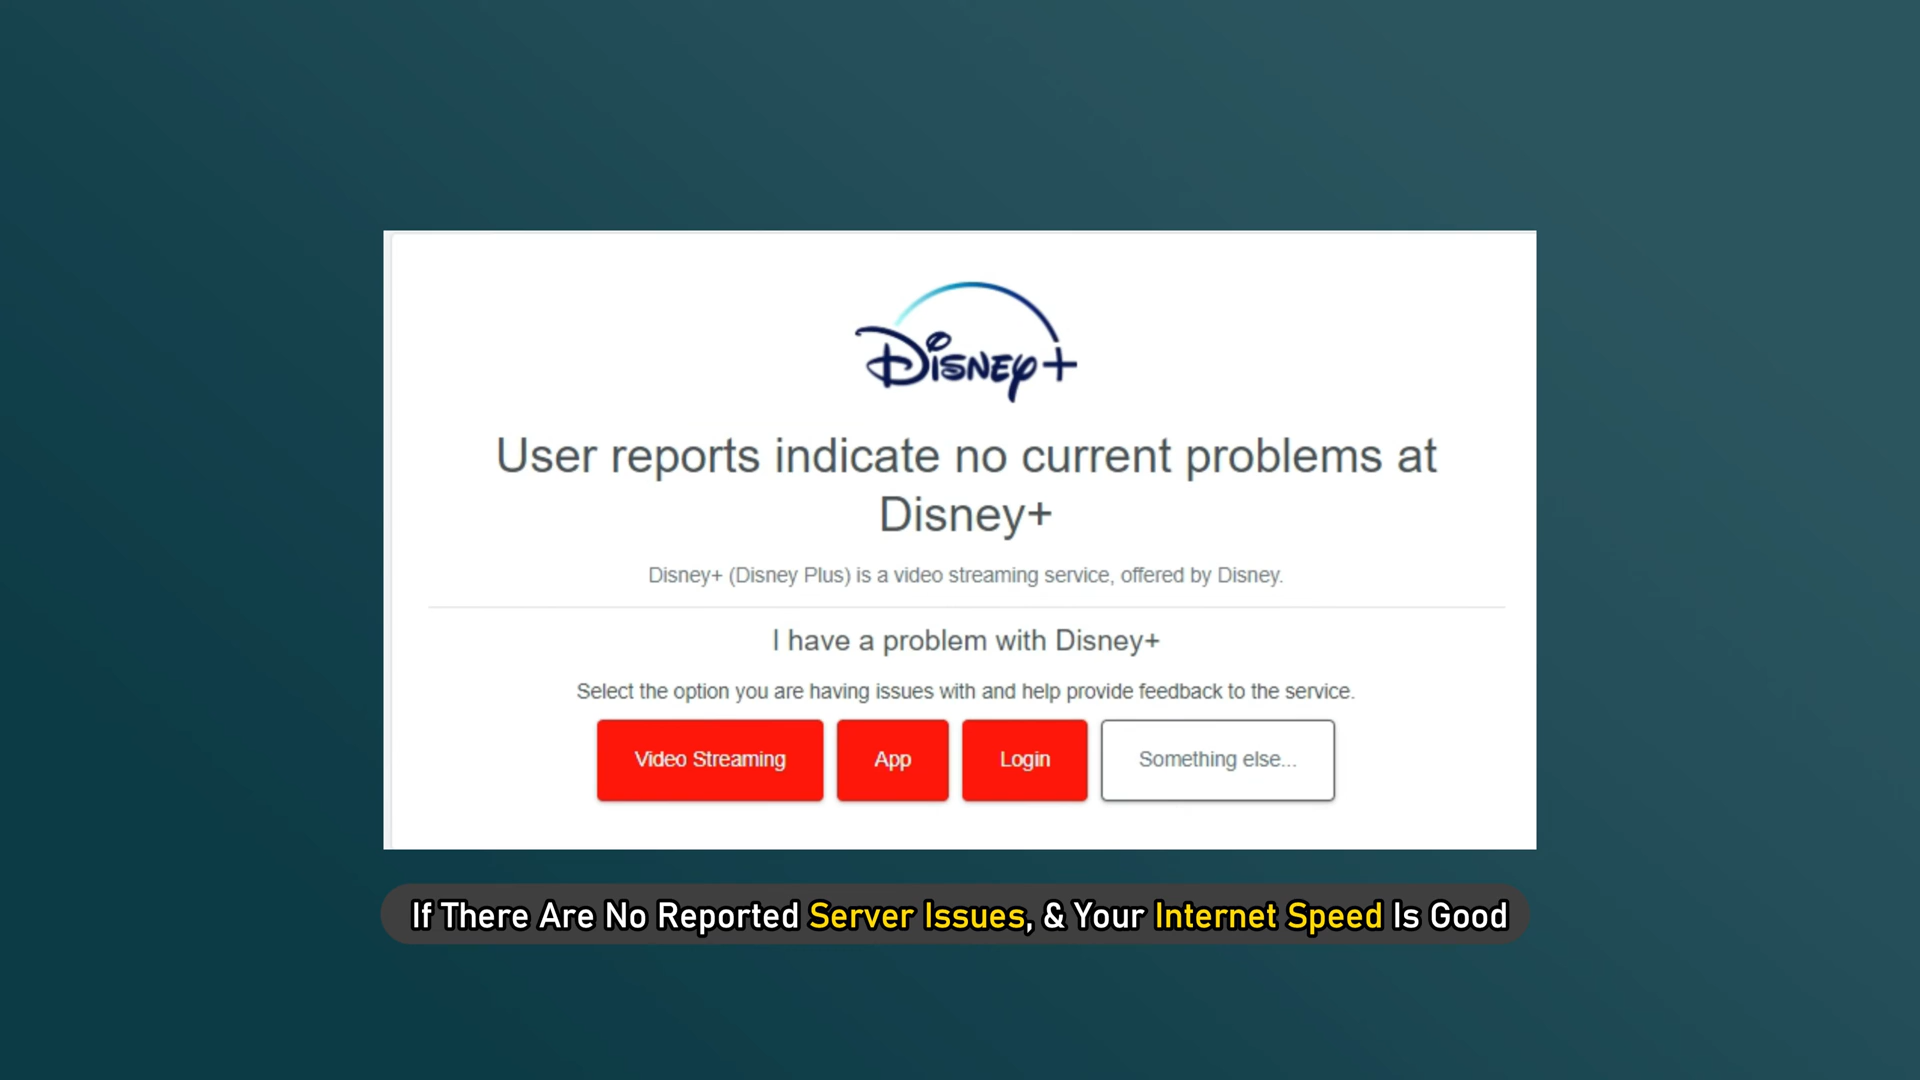 Disney+
User reports indicate no current problems at
Disney+
Disney+ (Disney Plus) is a video streaming service, offered by Disney.
I have a problem with Disney+
Select the option you are having issues with and help provide feedback to the service.
Video Streaming App Login Something else...
If There Are No Reported Server Issues, & Your Internet Speed Is Good